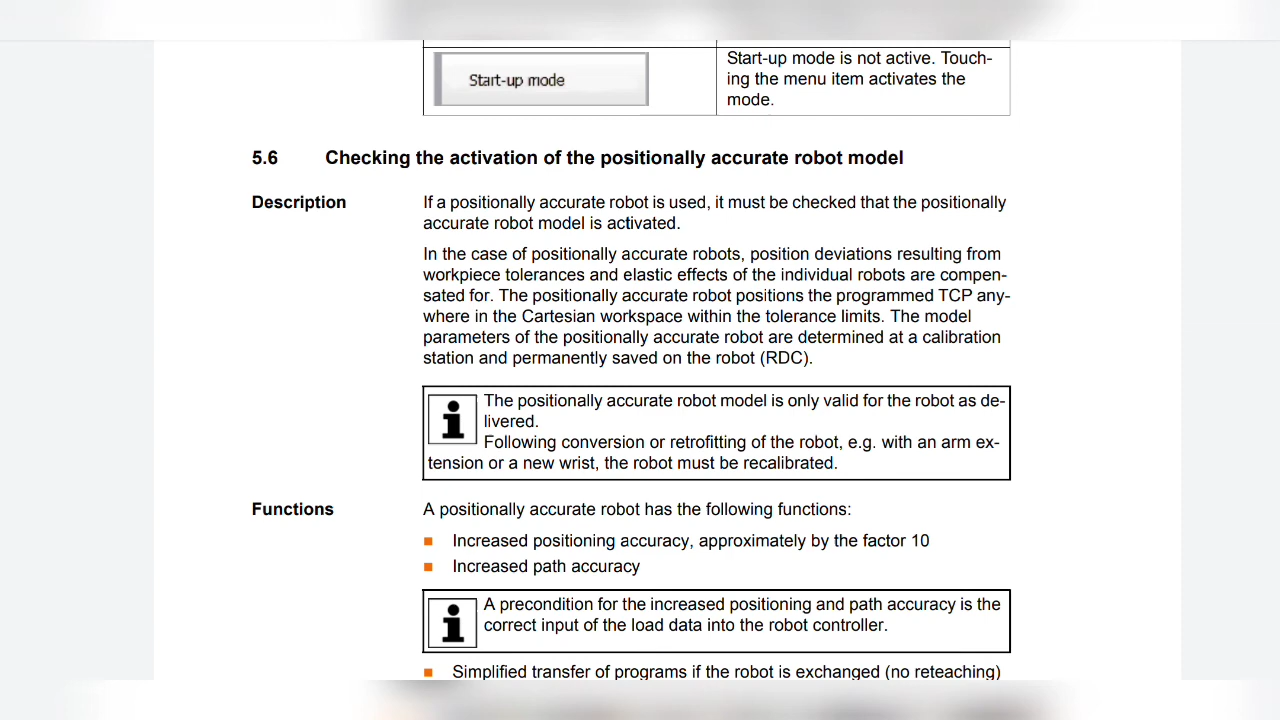 Start-up mode
Start-up mode is not active. Touch-
ing the menu item activates the
mode.
5.6 Checking the activation of the positionally accurate robot model
Description
If a positionally accurate robot is used, it must be checked that the positionally
accurate robot model is activated.
In the case of positionally accurate robots, position deviations resulting from
workpiece tolerances and elastic effects of the individual robots are compen-
sated for. The positionally accurate robot positions the programmed TCP any-
where in the Cartesian workspace within the tolerance limits. The model
parameters of the positionally accurate robot are determined at a calibration
station and permanently saved on the robot (RDC).
The positionally accurate robot model is only valid for the robot as de-
livered.
Following conversion or retrofitting of the robot, e.g. with an arm ex-
tension or a new wrist, the robot must be recalibrated.
Functions
A positionally accurate robot has the following functions:
Increased positioning accuracy, approximately by the factor 10
Increased path accuracy
A precondition for the increased positioning and path accuracy is the
correct input of the load data into the robot controller.
Simplified transfer of programs if the robot is exchanged (no reteaching)